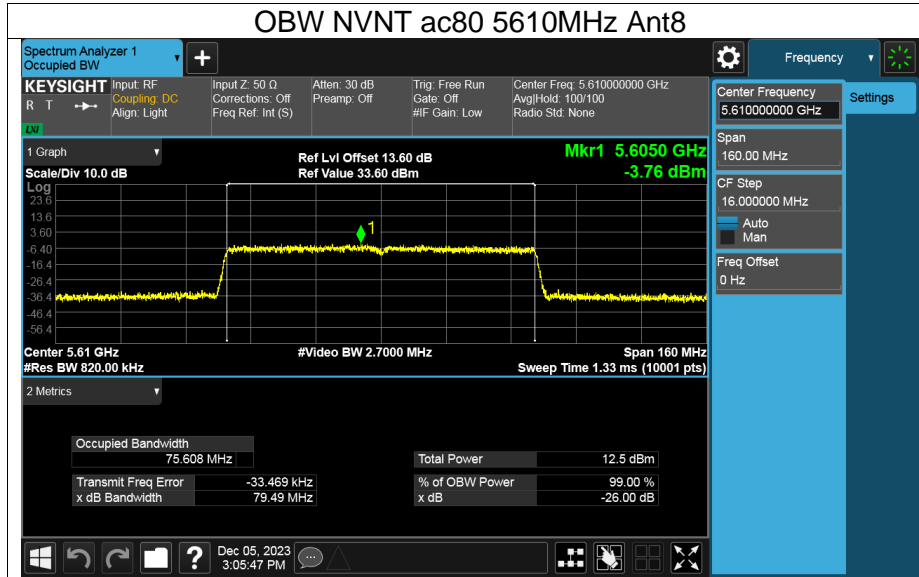 OBW NVNT ac80 5610MHz Ant8
Spectrum Analyzer 1
Occupied BW
Frequency
KEYSIGHT
R T
LXI
Input: RF
Coupling: DC
Align: Light
Input Z: 50 Ω
Corrections: Off
Freq Ref: Int (S)
Atten: 30 dB
Preamp: Off
Trig: Free Run
Gate: Off
#IF Gain: Low
Center Freq: 5.610000000 GHz
Avg|Hold: 100/100
Radio Std: None
Center Frequency
5.610000000 GHz
Settings
Span
160.00 MHz
CF Step
16.000000 MHz
Auto
Man
Freq Offset
0 Hz
1 Graph
Scale/Div 10.0 dB
Ref Lvl Offset 13.60 dB
Ref Value 33.60 dBm
Mkr1 5.6050 GHz
-3.76 dBm
Log
23.6
13.6
3.60
-6.40
-16.4
-26.4
-36.4
-46.4
-56.4
1
Center 5.61 GHz
#Res BW 820.00 kHz
#Video BW 2.7000 MHz
Span 160 MHz
Sweep Time 1.33 ms (10001 pts)
2 Metrics
Occupied Bandwidth
75.608 MHz
Transmit Freq Error -33.469 kHz
x dB Bandwidth 79.49 MHz
Total Power 12.5 dBm
% of OBW Power 99.00 %
x dB -26.00 dB
?
Dec 05, 2023
3:05:47 PM